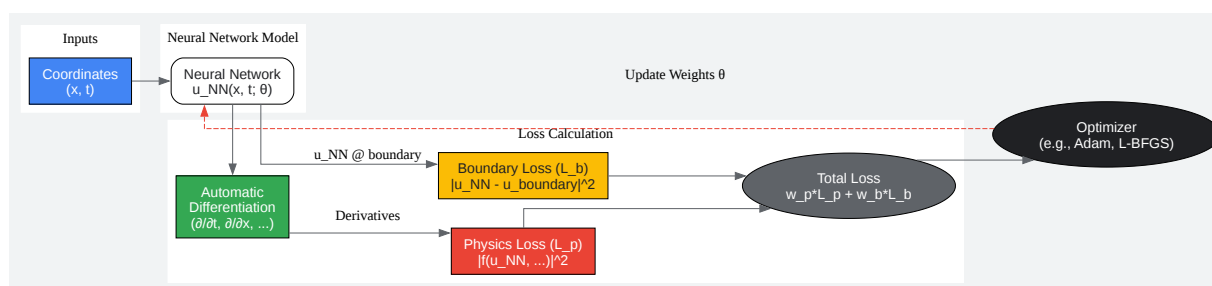 Inputs
Coordinates
(x, t)
Neural Network Model
Neural Network
u_NN(x, t; θ)
Update Weights θ
Loss Calculation
Optimizer
(e.g., Adam, L-BFGS)
u_NN @ boundary
Boundary Loss (L_b)
|u_NN - u_boundary|^2
Total Loss
w_p*L_p + w_b*L_b
Automatic
Differentiation
(∂/∂t, ∂/∂x, ...)
Derivatives
Physics Loss (L_p)
|f(u_NN, ...)|^2